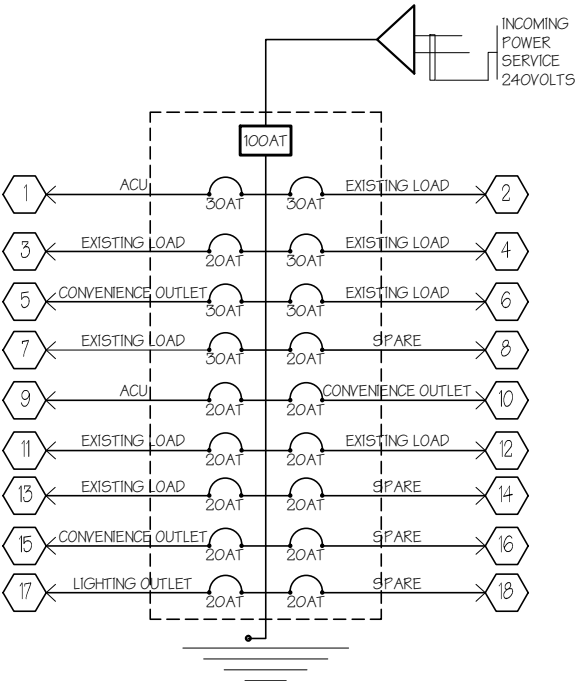 INCOMING
POWER
SERVICE
240VOLTS
100AT
1 ACU 30AT 30AT EXISTING LOAD 2
3 EXISTING LOAD 20AT 30AT EXISTING LOAD 4
5 CONVENIENCE OUTLET 30AT 30AT EXISTING LOAD 6
7 EXISTING LOAD 30AT 20AT SPARE 8
9 ACU 20AT 20AT CONVENIENCE OUTLET 10
11 EXISTING LOAD 20AT 20AT EXISTING LOAD 12
13 EXISTING LOAD 20AT 20AT SPARE 14
15 CONVENIENCE OUTLET 20AT 20AT SPARE 16
17 LIGHTING OUTLET 20AT 20AT SPARE 18